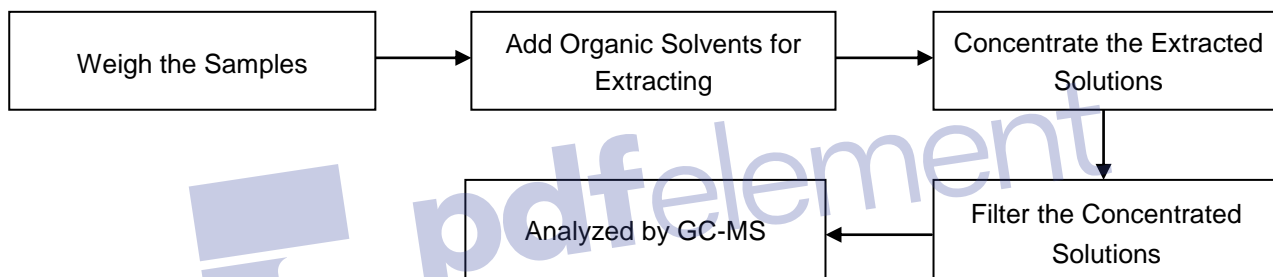 Weigh the Samples
Add Organic Solvents for
Extracting
Concentrate the Extracted
Solutions
Filter the Concentrated
Solutions
Analyzed by GC-MS
pdfelement